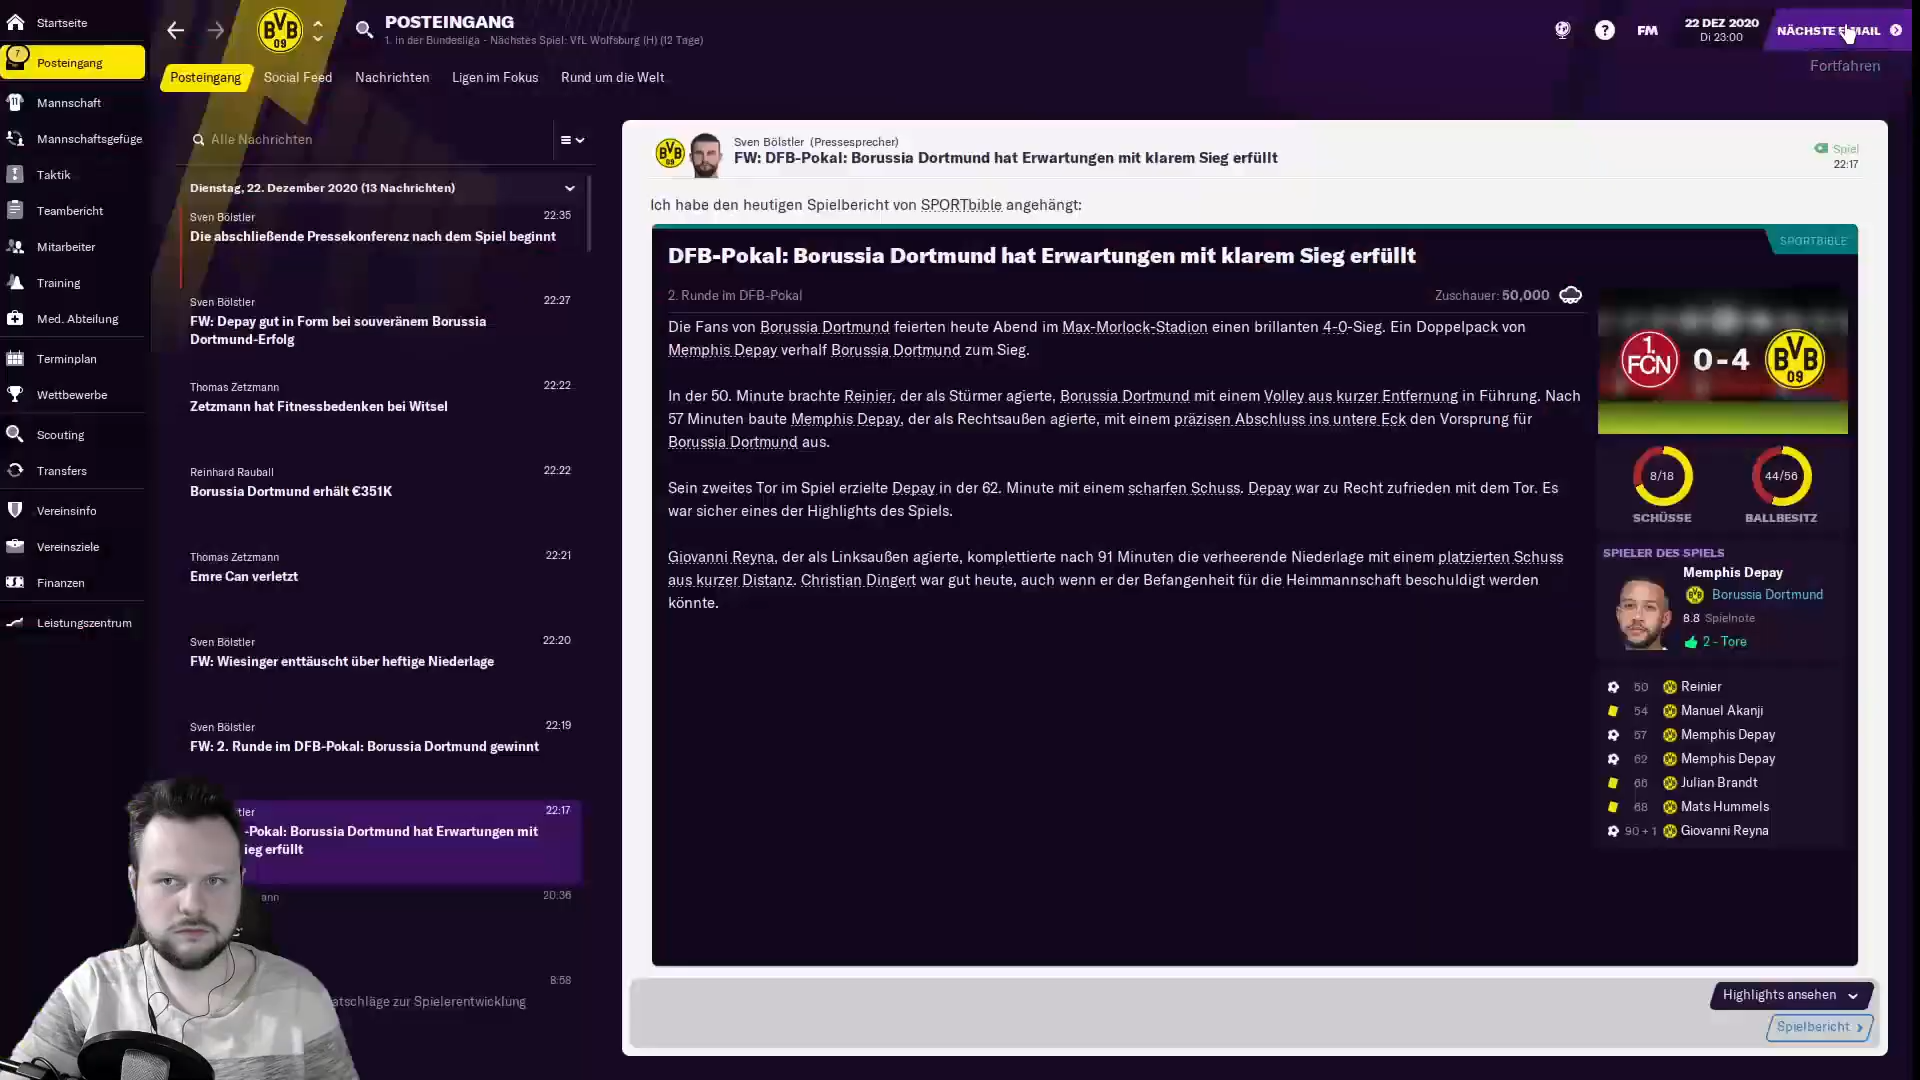 Startseite
7
Posteingang
Mannschaft
Mannschaftsgefüge
Taktik
Teambericht
Mitarbeiter
Training
Med. Abteilung
Terminplan
Wettbewerbe
Scouting
Transfers
Vereinsinfo
Vereinsziele
Finanzen
Leistungszentrum
BVB 09
POSTEINGANG
1. in der Bundesliga - Nächstes Spiel: VfL Wolfsburg (H) (12 Tage)
? FM
22 DEZ 2020
Di 23:00
NÄCHSTE E-MAIL
Fortfahren
Posteingang Social Feed Nachrichten Ligen im Fokus Rund um die Welt
Alle Nachrichten
Dienstag, 22. Dezember 2020 (13 Nachrichten)
Sven Bölstler 22:35
Die abschließende Pressekonferenz nach dem Spiel beginnt
Sven Bölstler 22:27
FW: Depay gut in Form bei souveränem Borussia
Dortmund-Erfolg
Thomas Zetzmann 22:22
Zetzmann hat Fitnessbedenken bei Witsel
Reinhard Rauball 22:22
Borussia Dortmund erhält €351K
Thomas Zetzmann 22:21
Emre Can verletzt
Sven Bölstler 22:20
FW: Wiesinger enttäuscht über heftige Niederlage
Sven Bölstler 22:19
FW: 2. Runde im DFB-Pokal: Borussia Dortmund gewinnt
tler 22:17
-Pokal: Borussia Dortmund hat Erwartungen mit
ieg erfüllt
ann 20:36
8:58
atschläge zur Spielerentwicklung
Sven Bölstler (Pressesprecher)
FW: DFB-Pokal: Borussia Dortmund hat Erwartungen mit klarem Sieg erfüllt
Spiel
22:17
Ich habe den heutigen Spielbericht von SPORTbible angehängt:
SPORTBIBLE
DFB-Pokal: Borussia Dortmund hat Erwartungen mit klarem Sieg erfüllt
2. Runde im DFB-Pokal Zuschauer: 50,000
Die Fans von Borussia Dortmund feierten heute Abend im Max-Morlock-Stadion einen brillanten 4-0-Sieg. Ein Doppelpack von
Memphis Depay verhalf Borussia Dortmund zum Sieg.
In der 50. Minute brachte Reinier, der als Stürmer agierte, Borussia Dortmund mit einem Volley aus kurzer Entfernung in Führung. Nach
57 Minuten baute Memphis Depay, der als Rechtsaußen agierte, mit einem präzisen Abschluss ins untere Eck den Vorsprung für
Borussia Dortmund aus.
Sein zweites Tor im Spiel erzielte Depay in der 62. Minute mit einem scharfen Schuss. Depay war zu Recht zufrieden mit dem Tor. Es
war sicher eines der Highlights des Spiels.
Giovanni Reyna, der als Linksaußen agierte, komplettierte nach 91 Minuten die verheerende Niederlage mit einem platzierten Schuss
aus kurzer Distanz. Christian Dingert war gut heute, auch wenn er der Befangenheit für die Heimmannschaft beschuldigt werden
könnte.
1. FCN 0-4 BVB 09
8/18 44/56
SCHÜSSE BALLBESITZ
SPIELER DES SPIELS
Memphis Depay
Borussia Dortmund
8.8 Spielnote
2 - Tore
50 Reinier
54 Manuel Akanji
57 Memphis Depay
62 Memphis Depay
66 Julian Brandt
68 Mats Hummels
90 + 1 Giovanni Reyna
Highlights ansehen
Spielbericht